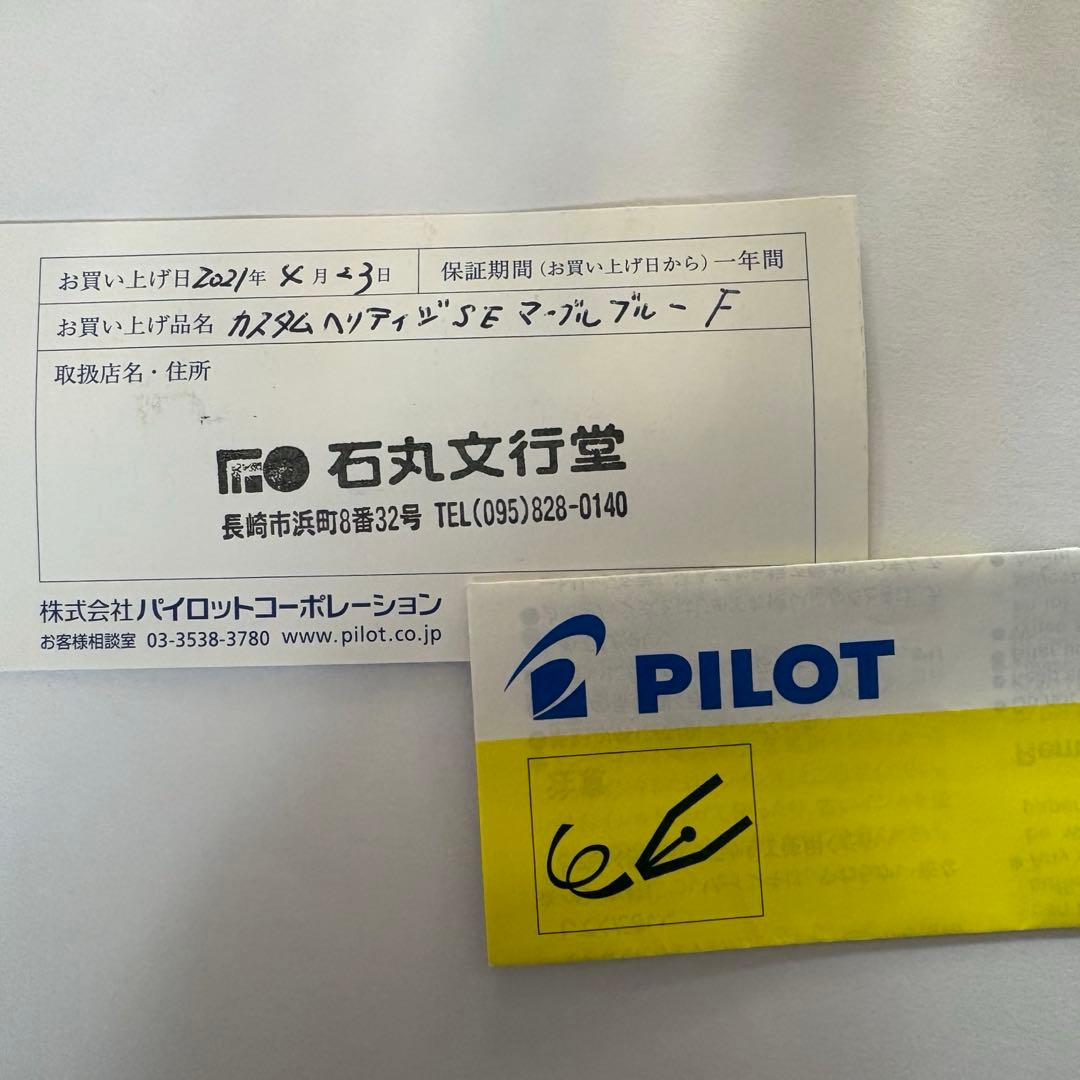 お買い上げ日2021年 4月23日
保証期間(お買い上げ日から)一年間
お買い上げ品名 カスタムヘリティジSE マーブルブルー F
取扱店名・住所
石丸文行堂
長崎市浜町8番32号 TEL(095)828-0140
株式会社パイロットコーポレーション
お客様相談室 03-3538-3780 www.pilot.co.jp
PILOT